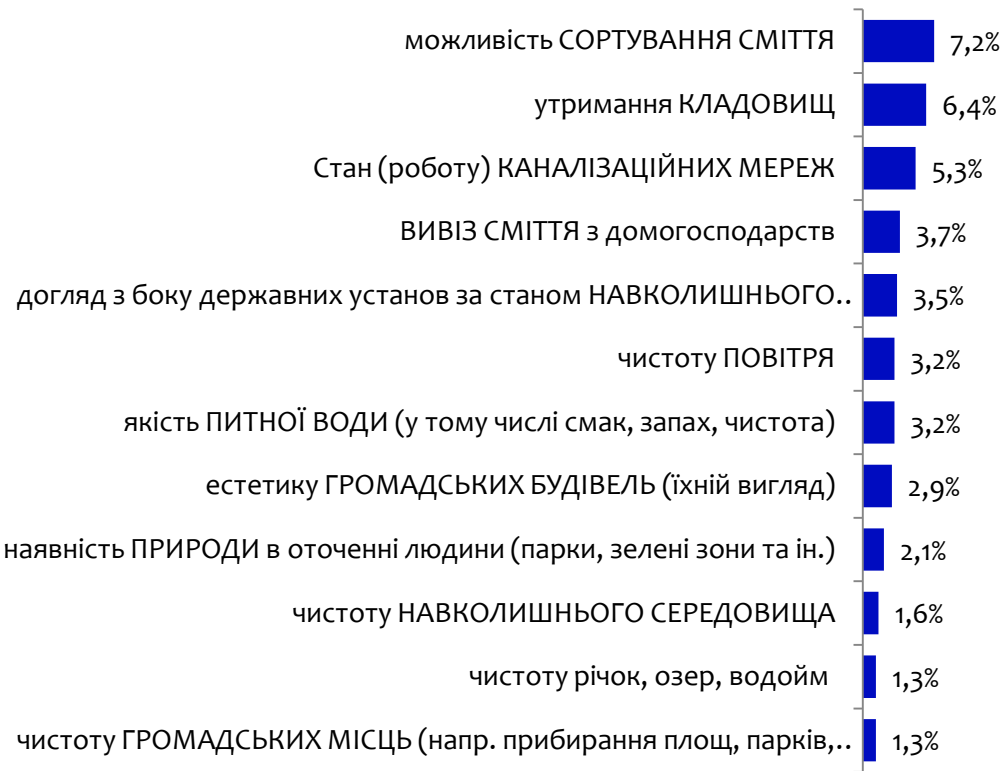 можливість СОРТУВАННЯ СМІТТЯ 7,2%
утримання КЛАДОВИЩ 6,4%
Стан (роботу) КАНАЛІЗАЦІЙНИХ МЕРЕЖ 5,3%
ВИВІЗ СМІТТЯ з домогосподарств 3,7%
догляд з боку державних установ за станом НАВКОЛИШНЬОГО.. 3,5%
чистоту ПОВІТРЯ 3,2%
якість ПИТНОЇ ВОДИ (у тому числі смак, запах, чистота) 3,2%
естетику ГРОМАДСЬКИХ БУДІВЕЛЬ (їхній вигляд) 2,9%
наявність ПРИРОДИ в оточенні людини (парки, зелені зони та ін.) 2,1%
чистоту НАВКОЛИШНЬОГО СЕРЕДОВИЩА 1,6%
чистоту річок, озер, водойм 1,3%
чистоту ГРОМАДСЬКИХ МІСЦЬ (напр. прибирання площ, парків,.. 1,3%